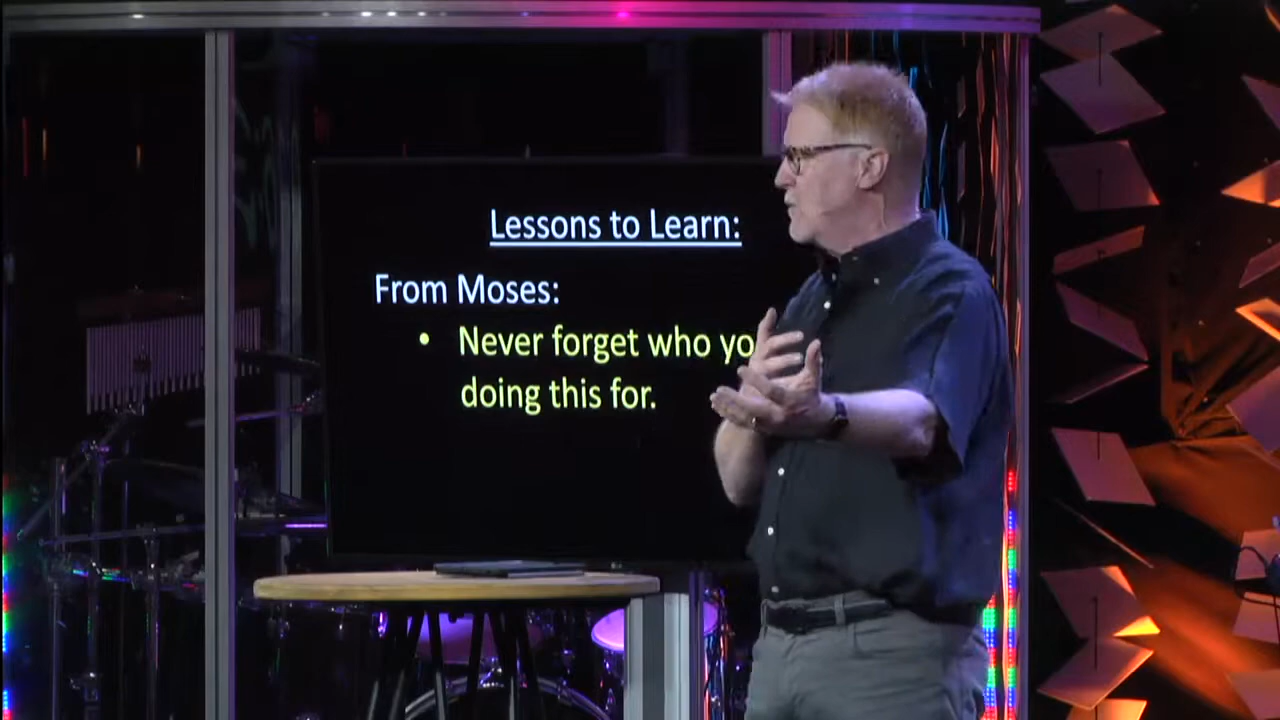 Lessons to Learn:
From Moses:
• Never forget who yo
doing this for.